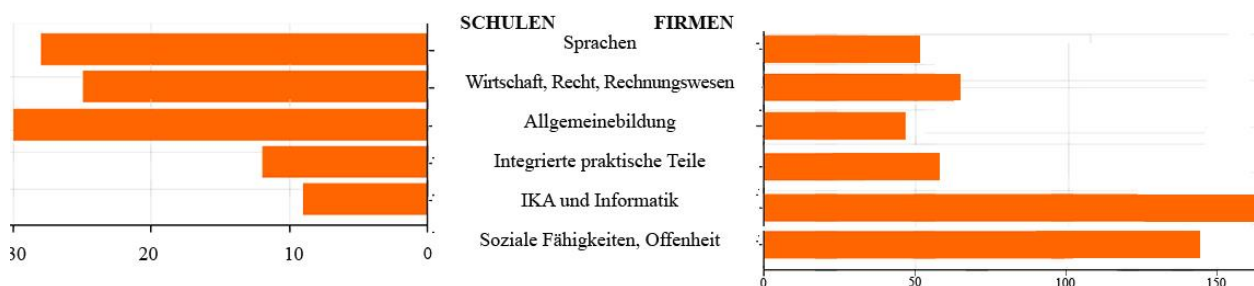 SCHULEN FIRMEN
Sprachen
Wirtschaft, Recht, Rechnungswesen
Allgemeinebildung
Integrierte praktische Teile
IKA und Informatik
Soziale Fähigkeiten, Offenheit
30 20 10 0
0 50 100 150